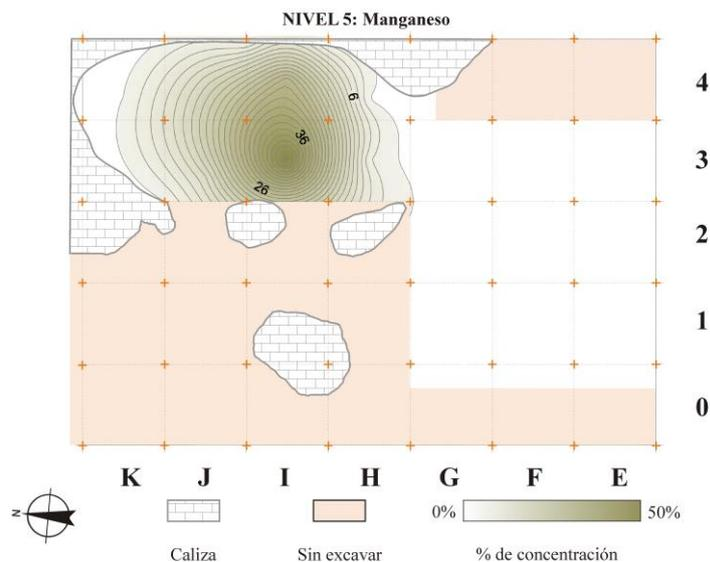 NIVEL 5: Manganeso
4
6
36
3
26
2
1
0
K J I H G F E
N
0% 50%
Caliza Sin excavar % de concentración